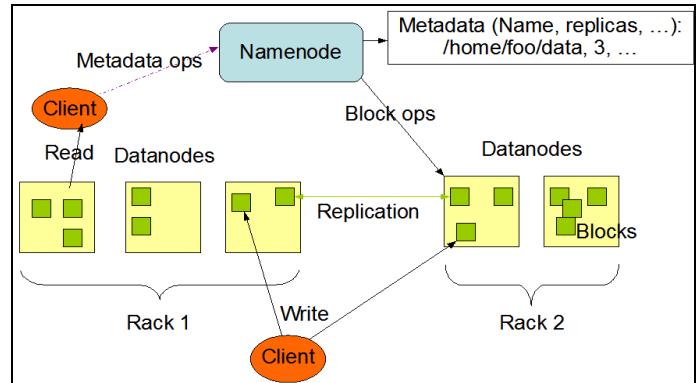 Metadata (Name, replicas, …):
/home/foo/data, 3, …
Namenode
Metadata ops
Client
Block ops
Read
Datanodes
Datanodes
Replication
Blocks
Write
Rack 1
Rack 2
Client